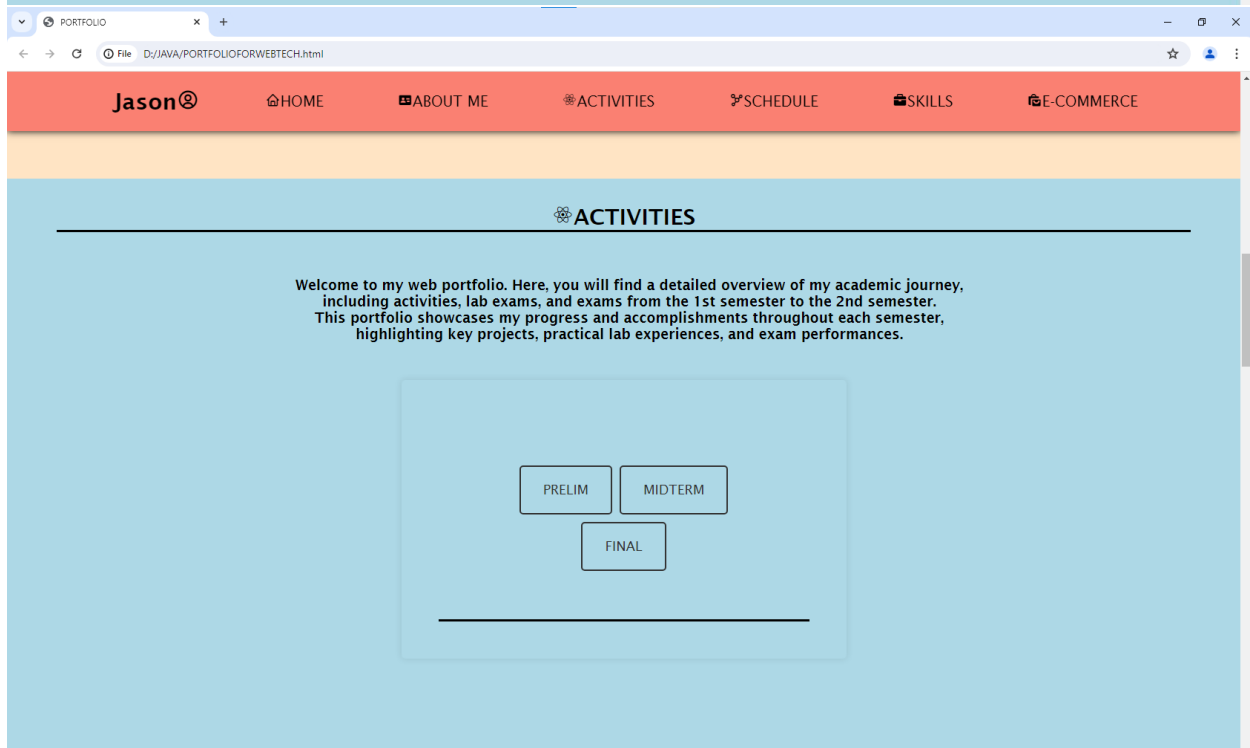 PORTFOLIO
File D:/JAVA/PORTFOLIOFORWEBTECH.html
Jason HOME ABOUT ME ACTIVITIES SCHEDULE SKILLS E-COMMERCE
ACTIVITIES
Welcome to my web portfolio. Here, you will find a detailed overview of my academic journey,
including activities, lab exams, and exams from the 1st semester to the 2nd semester.
This portfolio showcases my progress and accomplishments throughout each semester,
highlighting key projects, practical lab experiences, and exam performances.
PRELIM MIDTERM
FINAL